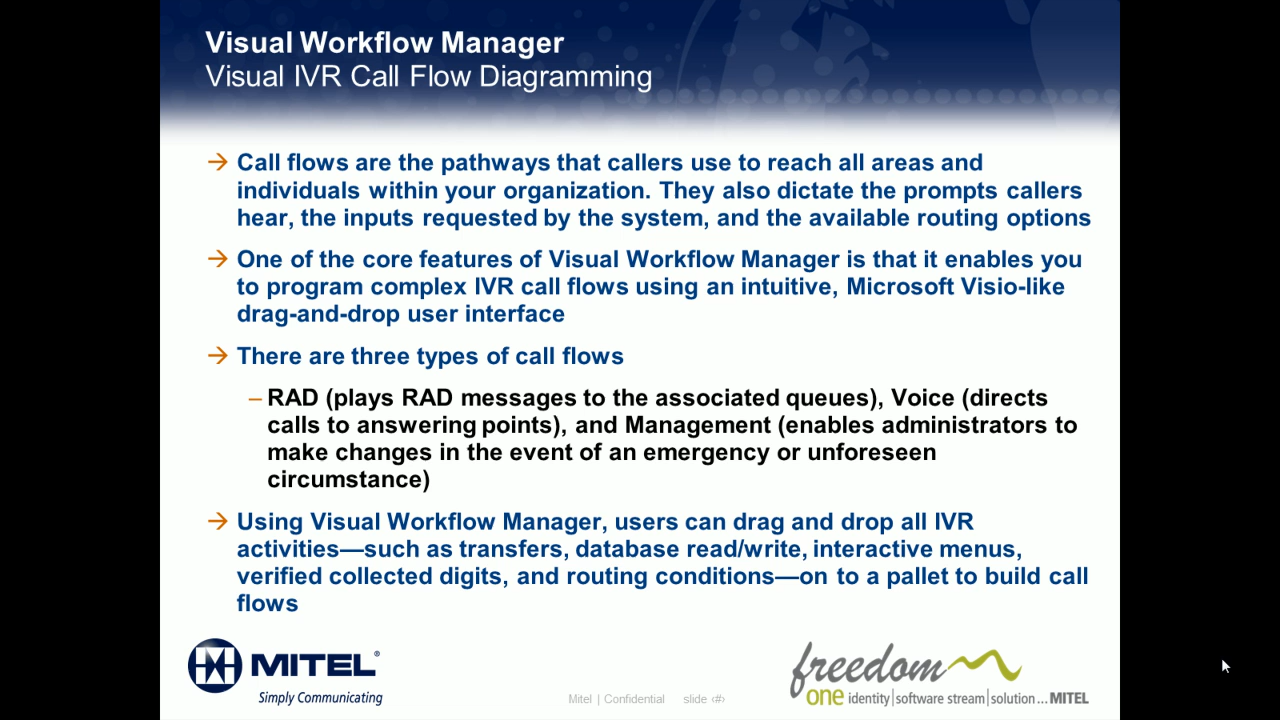 Visual Workflow Manager
Visual IVR Call Flow Diagramming
→ Call flows are the pathways that callers use to reach all areas and
individuals within your organization. They also dictate the prompts callers
hear, the inputs requested by the system, and the available routing options
→ One of the core features of Visual Workflow Manager is that it enables you
to program complex IVR call flows using an intuitive, Microsoft Visio-like
drag-and-drop user interface
→ There are three types of call flows
– RAD (plays RAD messages to the associated queues), Voice (directs
calls to answering points), and Management (enables administrators to
make changes in the event of an emergency or unforeseen
circumstance)
→ Using Visual Workflow Manager, users can drag and drop all IVR
activities—such as transfers, database read/write, interactive menus,
verified collected digits, and routing conditions—on to a pallet to build call
flows
MITEL®
Simply Communicating
Mitel | Confidential slide ‹#›
freedom
one identity|software stream|solution...MITEL